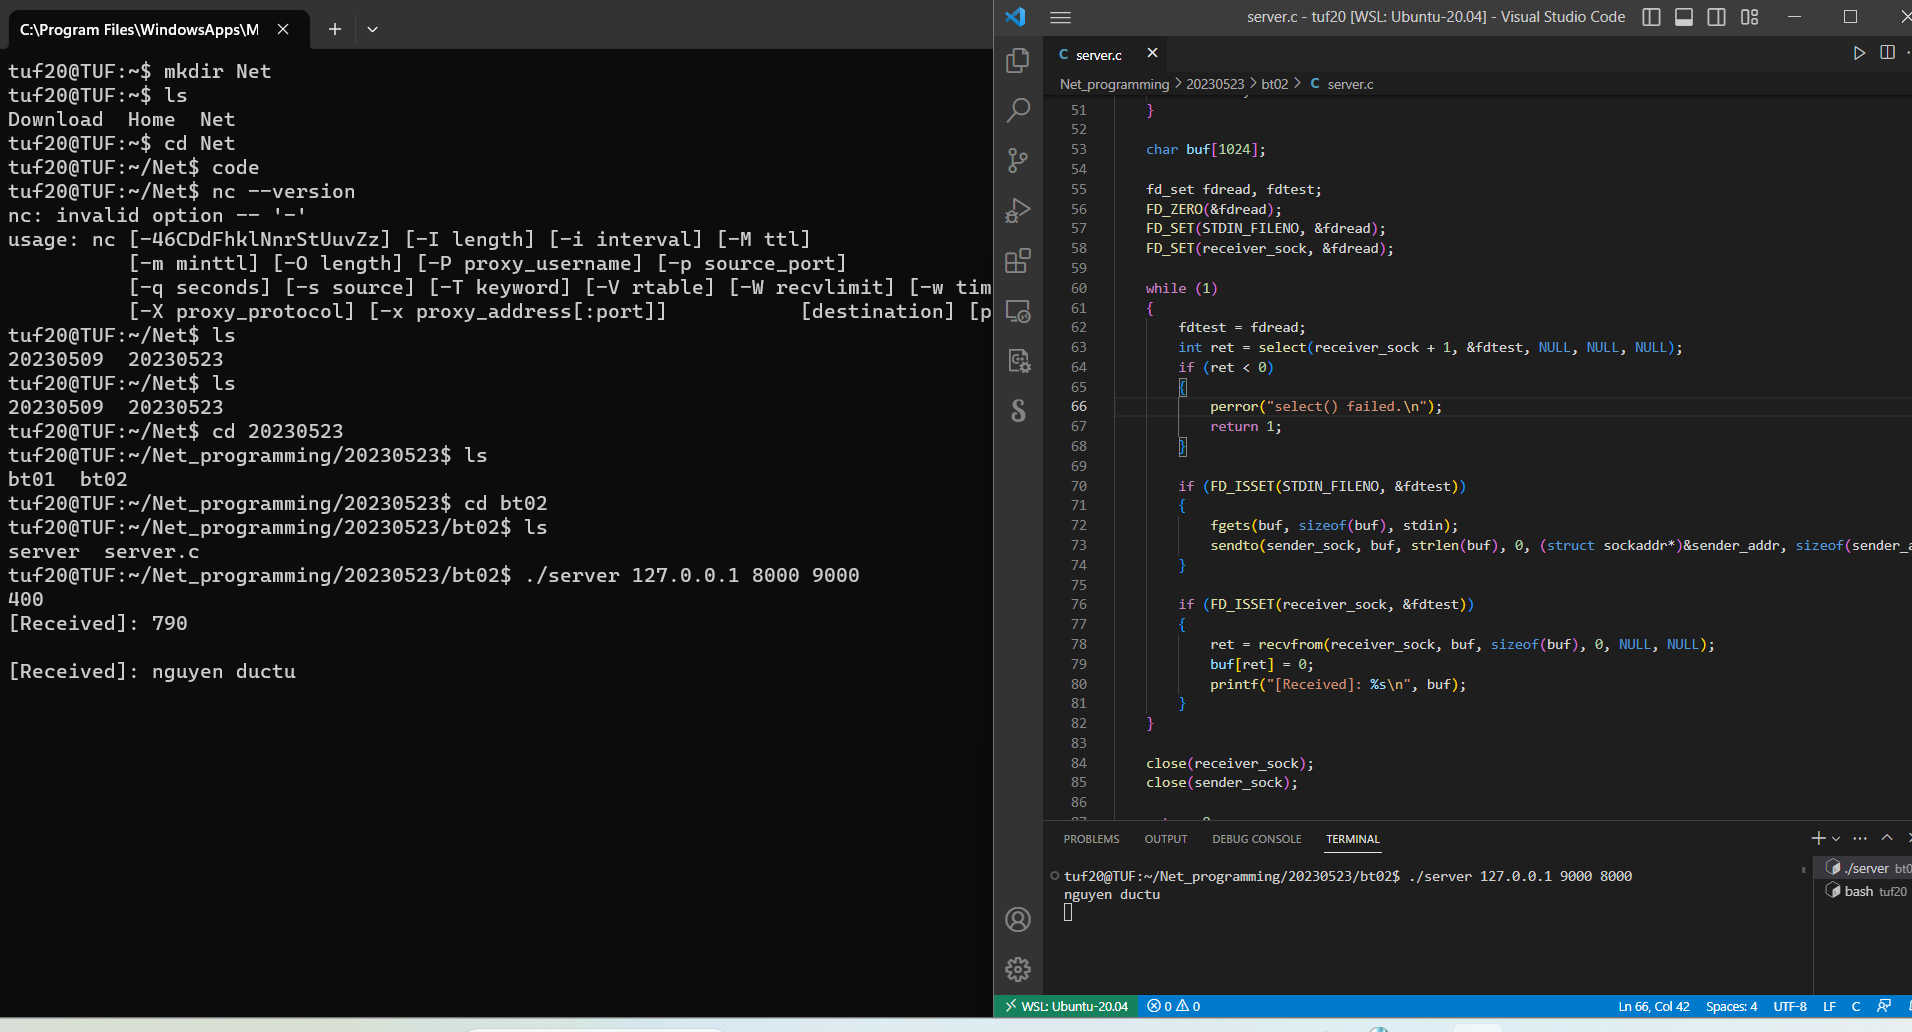 C:\Program Files\WindowsApps\M
tuf20@TUF:~$ mkdir Net
tuf20@TUF:~$ ls
Download  Home  Net
tuf20@TUF:~$ cd Net
tuf20@TUF:~/Net$ code
tuf20@TUF:~/Net$ nc --version
nc: invalid option -- '-'
usage: nc [-46CDdFhklNnrStUuvZz] [-I length] [-i interval] [-M ttl]
          [-m minttl] [-O length] [-P proxy_username] [-p source_port]
          [-q seconds] [-s source] [-T keyword] [-V rtable] [-W recvlimit] [-w tim
          [-X proxy_protocol] [-x proxy_address[:port]]           [destination] [p
tuf20@TUF:~/Net$ ls
20230509  20230523
tuf20@TUF:~/Net$ ls
20230509  20230523
tuf20@TUF:~/Net$ cd 20230523
tuf20@TUF:~/Net_programming/20230523$ ls
bt01  bt02
tuf20@TUF:~/Net_programming/20230523$ cd bt02
tuf20@TUF:~/Net_programming/20230523/bt02$ ls
server  server.c
tuf20@TUF:~/Net_programming/20230523/bt02$ ./server 127.0.0.1 8000 9000
400
[Received]: 790
[Received]: nguyen ductu
server.c - tuf20 [WSL: Ubuntu-20.04] - Visual Studio Code
C server.c
Net_programming > 20230523 > bt02 > C server.c
51 }
52
53 char buf[1024];
54
55 fd_set fdread, fdtest;
56 FD_ZERO(&fdread);
57 FD_SET(STDIN_FILENO, &fdread);
58 FD_SET(receiver_sock, &fdread);
59
60 while (1)
61 {
62 fdtest = fdread;
63 int ret = select(receiver_sock + 1, &fdtest, NULL, NULL, NULL);
64 if (ret < 0)
65 {
66 perror("select() failed.\n");
67 return 1;
68 }
69
70 if (FD_ISSET(STDIN_FILENO, &fdtest))
71 {
72 fgets(buf, sizeof(buf), stdin);
73 sendto(sender_sock, buf, strlen(buf), 0, (struct sockaddr*)&sender_addr, sizeof(sender_a
74 }
75
76 if (FD_ISSET(receiver_sock, &fdtest))
77 {
78 ret = recvfrom(receiver_sock, buf, sizeof(buf), 0, NULL, NULL);
79 buf[ret] = 0;
80 printf("[Received]: %s\n", buf);
81 }
82 }
83
84 close(receiver_sock);
85 close(sender_sock);
86
PROBLEMS OUTPUT DEBUG CONSOLE TERMINAL
tuf20@TUF:~/Net_programming/20230523/bt02$ ./server 127.0.0.1 9000 8000
nguyen ductu
./server bt0
bash tuf20
WSL: Ubuntu-20.04 0 0 Ln 66, Col 42 Spaces: 4 UTF-8 LF C